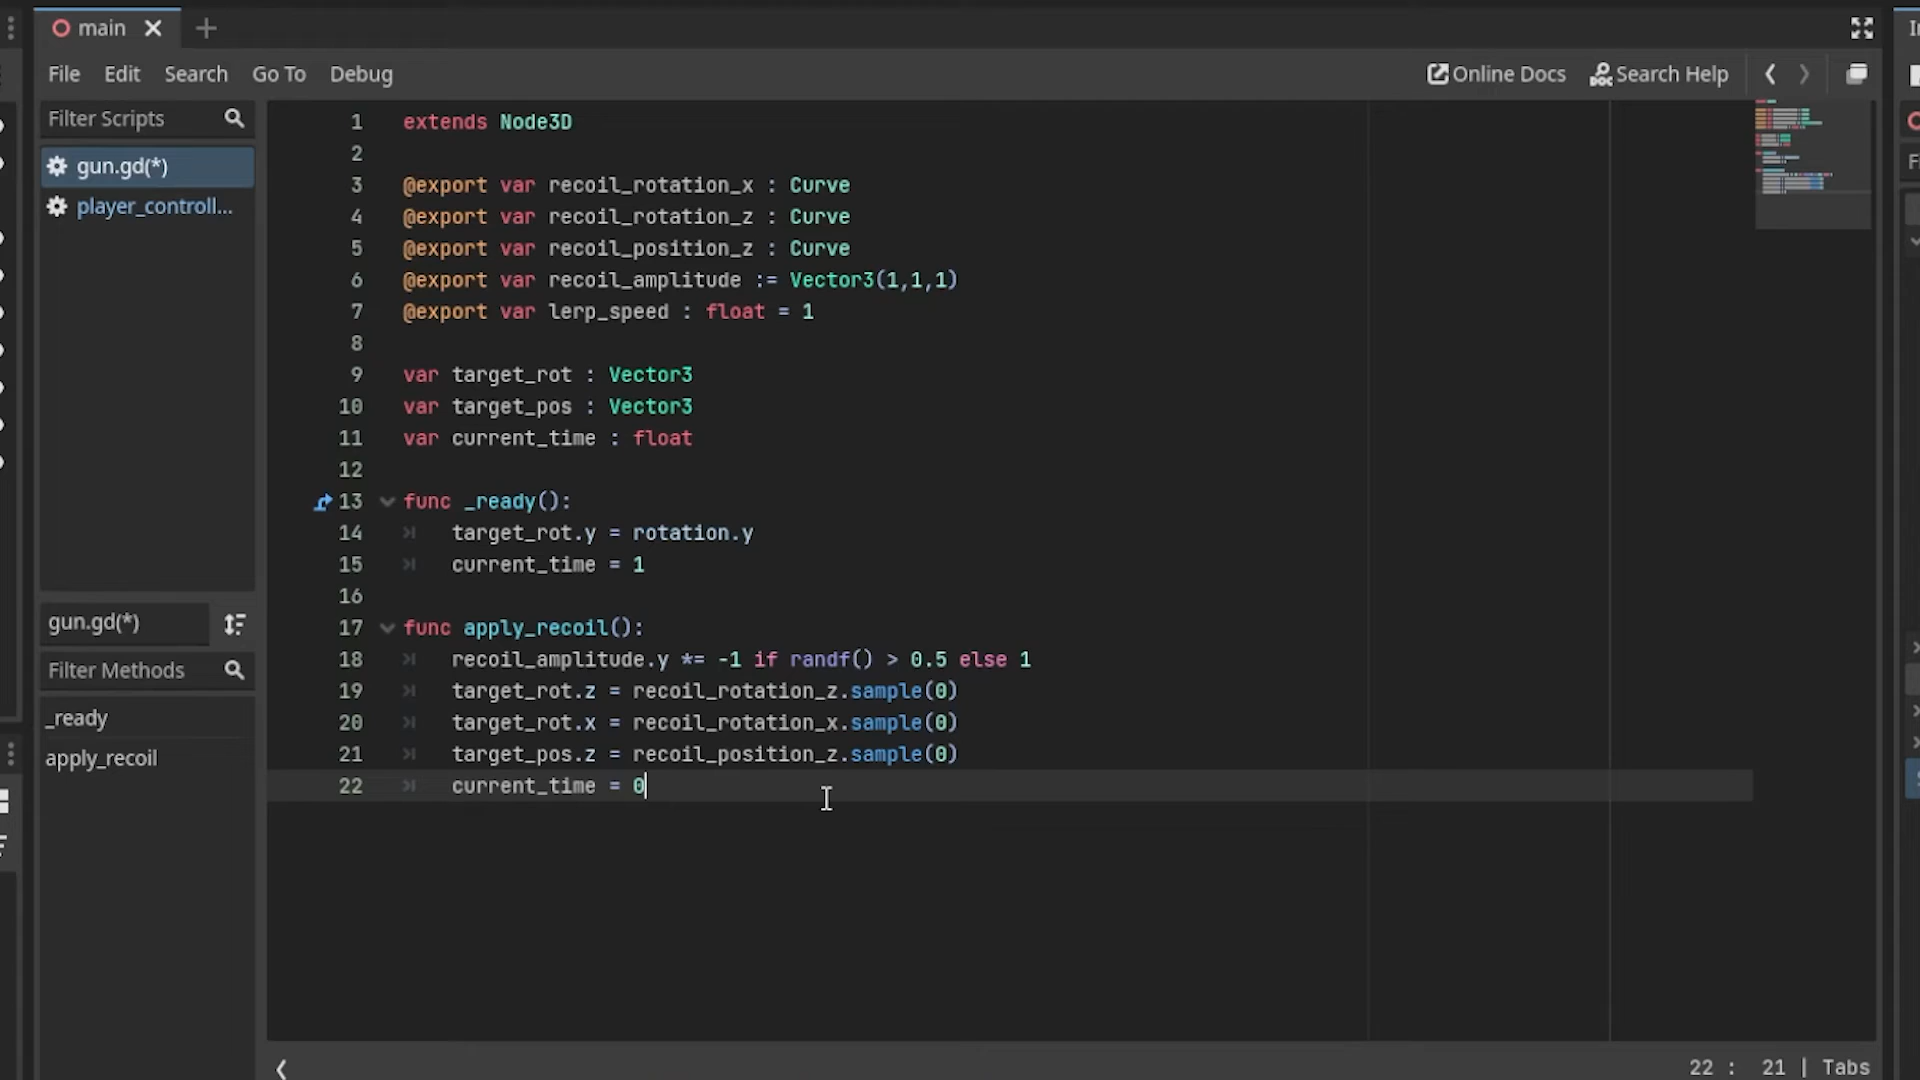 main
File Edit Search Go To Debug
Online Docs Search Help
Filter Scripts
gun.gd(*)
player_controll...
gun.gd(*)
Filter Methods
_ready
apply_recoil
1 extends Node3D
2
3 @export var recoil_rotation_x : Curve
4 @export var recoil_rotation_z : Curve
5 @export var recoil_position_z : Curve
6 @export var recoil_amplitude := Vector3(1,1,1)
7 @export var lerp_speed : float = 1
8
9 var target_rot : Vector3
10 var target_pos : Vector3
11 var current_time : float
12
13 func _ready():
14 target_rot.y = rotation.y
15 current_time = 1
16
17 func apply_recoil():
18 recoil_amplitude.y *= -1 if randf() > 0.5 else 1
19 target_rot.z = recoil_rotation_z.sample(0)
20 target_rot.x = recoil_rotation_x.sample(0)
21 target_pos.z = recoil_position_z.sample(0)
22 current_time = 0
22 : 21 | Tabs